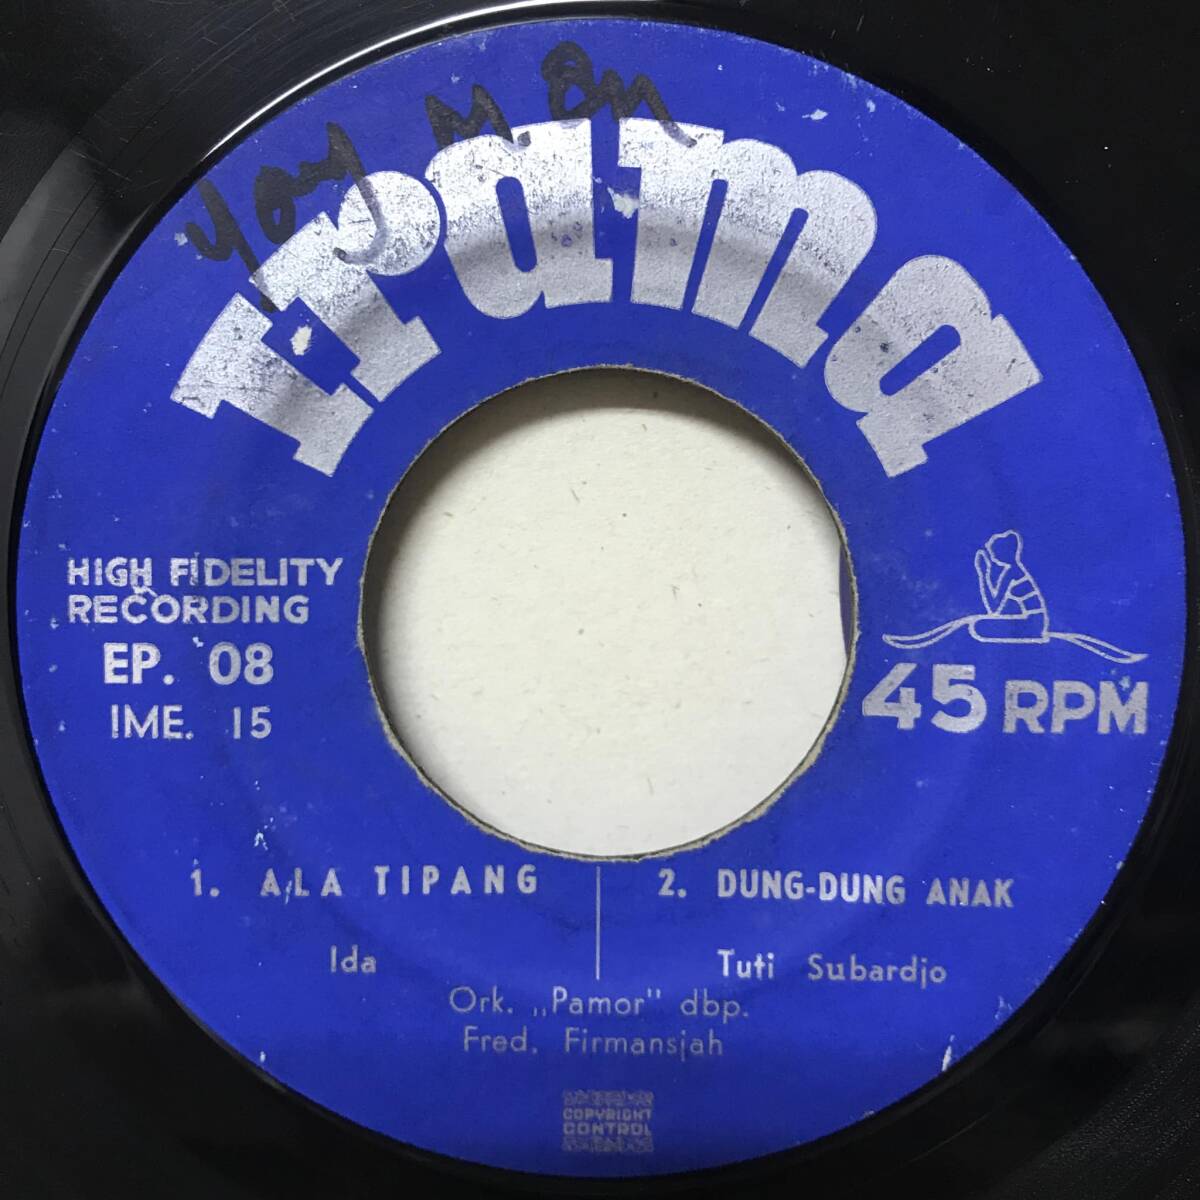 Irama
HIGH FIDELITY
RECORDING
EP. 08
IME. 15
45 RPM
1. ALA TIPANG
Ida
2. DUNG-DUNG ANAK
Tuti Subardjo
Ork. „Pamor" dbp.
Fred. Firmansjah
COPYRIGHT
CONTROL